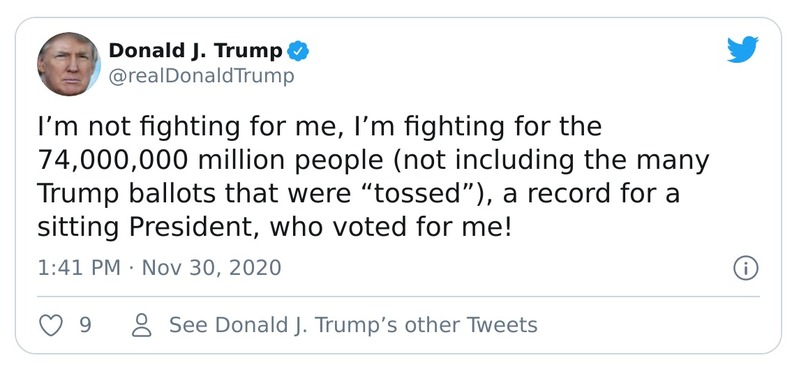 Donald J. Trump
@realDonaldTrump
I’m not fighting for me, I’m fighting for the
74,000,000 million people (not including the many
Trump ballots that were “tossed”), a record for a
sitting President, who voted for me!
1:41 PM · Nov 30, 2020
9 See Donald J. Trump’s other Tweets